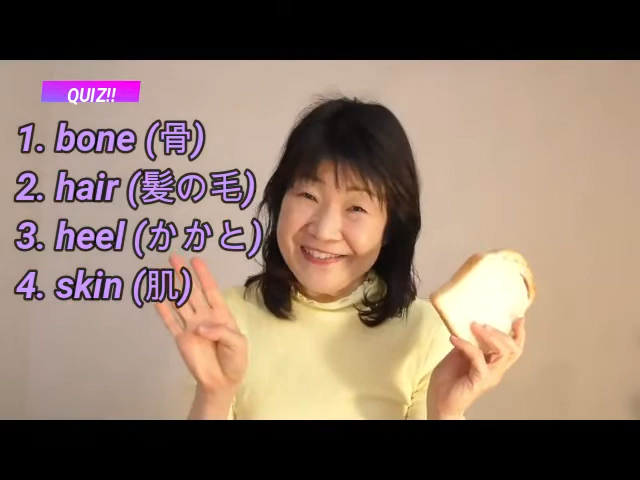 QUIZ!!
1. bone (骨)
2. hair (髪の毛)
3. heel (かかと)
4. skin (肌)